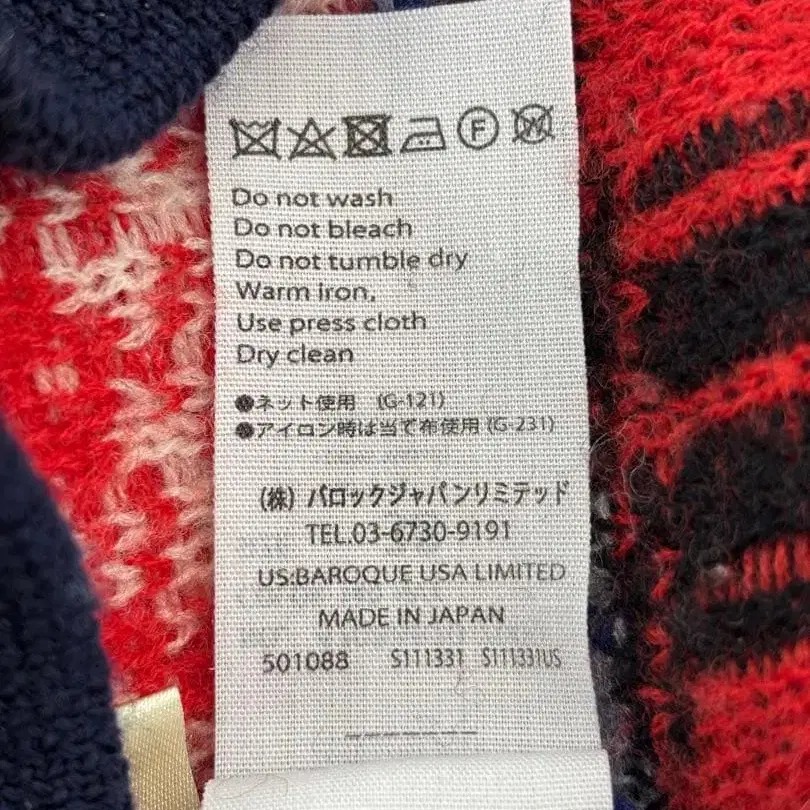 F W
Do not wash
Do not bleach
Do not tumble dry
Warm iron,
Use press cloth
Dry clean
●ネット使用 (G-121)
●アイロン時は当て布使用 (G-231)
(株) バロックジャパンリミテッド
TEL.03-6730-9191
US:BAROQUE USA LIMITED
MADE IN JAPAN
501088 S111331 S111331US